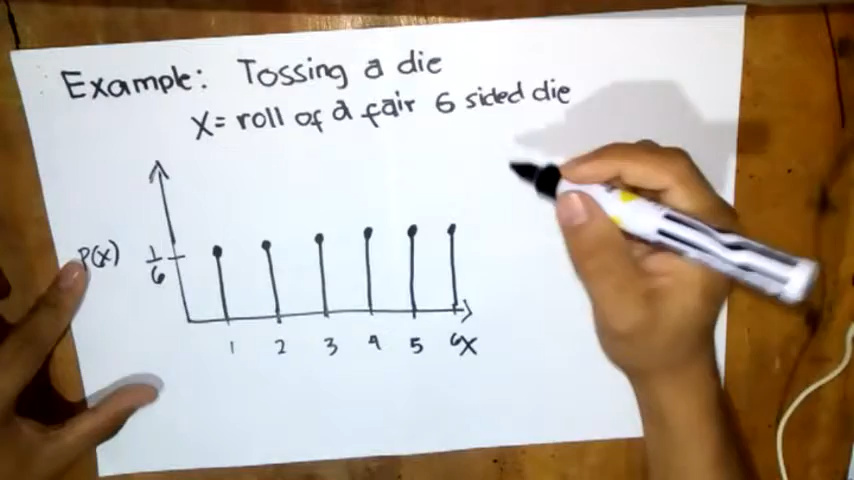 Example: Tossing a die
X = roll of a fair 6 sided die
P(x) 1/6
1 2 3 4 5 6 X